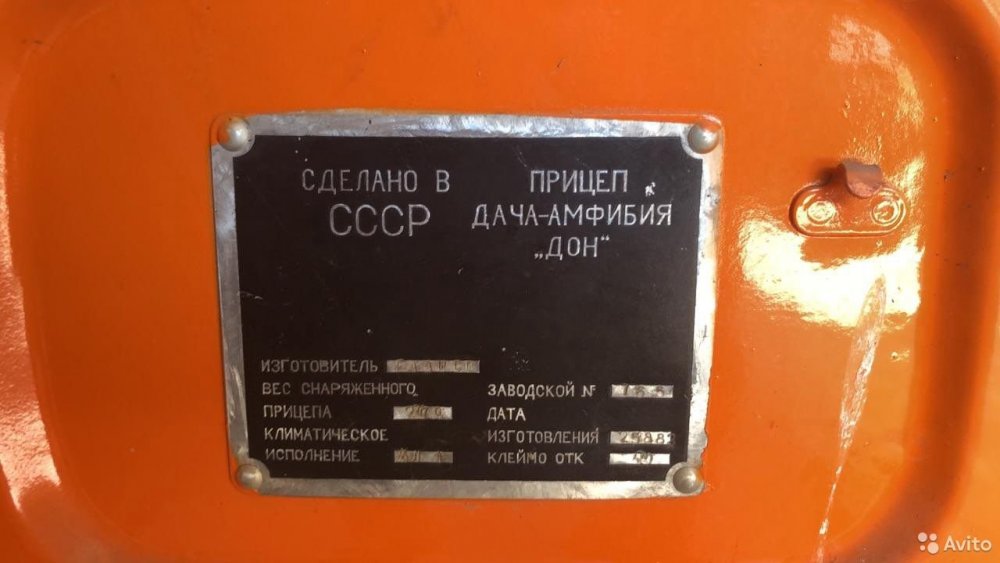 СДЕЛАНО В
СССР
ПРИЦЕП
ДАЧА-АМФИБИЯ
„ДОН“
ИЗГОТОВИТЕЛЬ
ВЕС СНАРЯЖЕННОГО
ПРИЦЕПА
КЛИМАТИЧЕСКОЕ
ИСПОЛНЕНИЕ
ЗАВОДСКОЙ №
ДАТА
ИЗГОТОВЛЕНИЯ
КЛЕЙМО ОТК
Avito